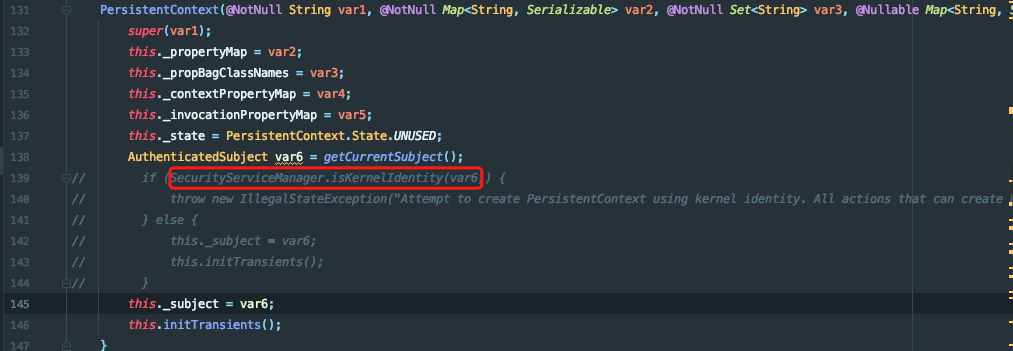 131 PersistentContext(@NotNull String var1, @NotNull Map<String, Serializable> var2, @NotNull Set<String> var3, @Nullable Map<String,
132 super(var1);
133 this._propertyMap = var2;
134 this._propBagClassNames = var3;
135 this._contextPropertyMap = var4;
136 this._invocationPropertyMap = var5;
137 this._state = PersistentContext.State.UNUSED;
138 AuthenticatedSubject var6 = getCurrentSubject();
139 // if (SecurityServiceManager.isKernelIdentity(var6)) {
140 // throw new IllegalStateException("Attempt to create PersistentContext using kernel identity. All actions that can create
141 // } else {
142 // this._subject = var6;
143 // this.initTransients();
144 // }
145 this._subject = var6;
146 this.initTransients();
147 }